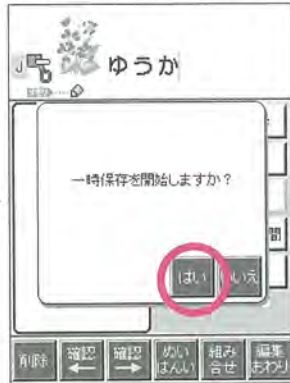 J
ゆうか
一時保存を開始しますか？
間
はい
いいえ
削除
確認
←
確認
→
ぬい
はんい
組み
合せ
編集
おわり